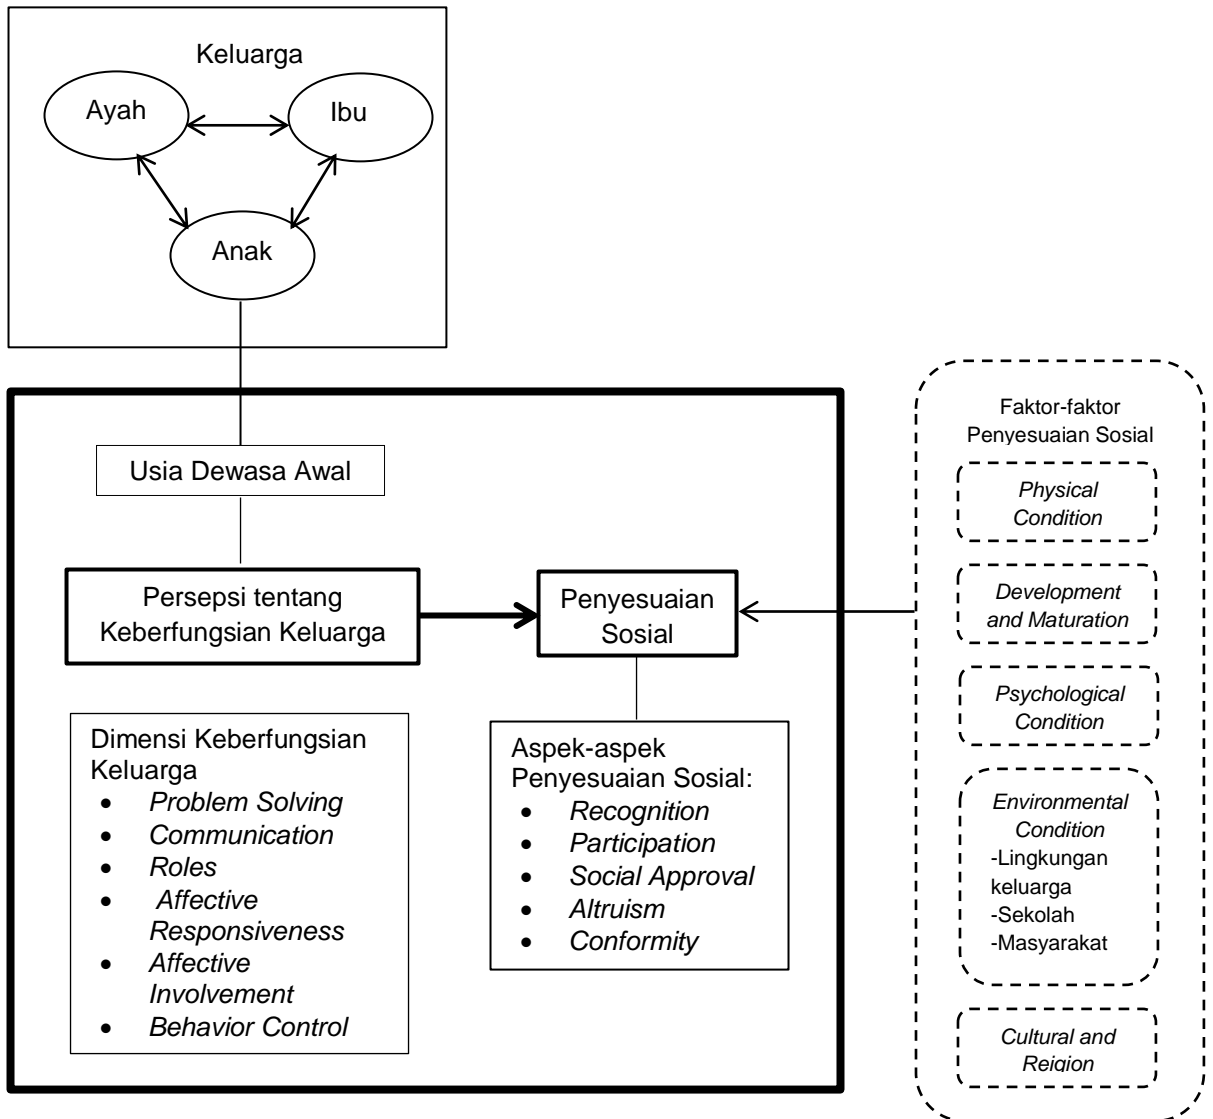 Keluarga
Ayah
Ibu
Anak
Usia Dewasa Awal
Persepsi tentang
Keberfungsian Keluarga
Penyesuaian
Sosial
Dimensi Keberfungsian
Keluarga
• Problem Solving
• Communication
• Roles
• Affective
Responsiveness
• Affective
Involvement
• Behavior Control
Aspek-aspek
Penyesuaian Sosial:
• Recognition
• Participation
• Social Approval
• Altruism
• Conformity
Faktor-faktor
Penyesuaian Sosial
Physical
Condition
Development
and Maturation
Psychological
Condition
Environmental
Condition
-Lingkungan
keluarga
-Sekolah
-Masyarakat
Cultural and
Reigion